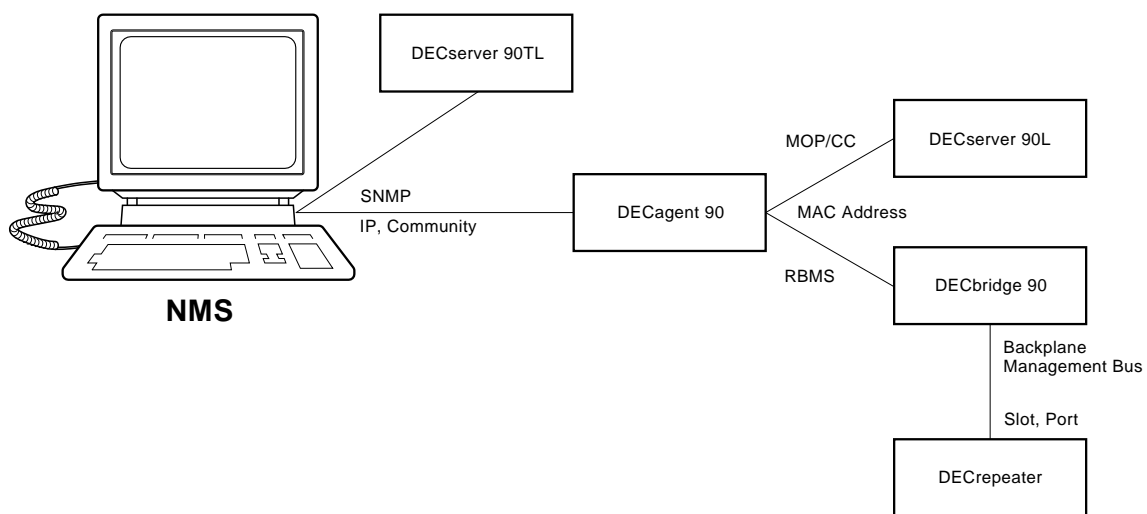 DECserver 90TL
MOP/CC
DECserver 90L
SNMP
IP, Community
DECagent 90
MAC Address
RBMS
DECbridge 90
NMS
Backplane
Management Bus
Slot, Port
DECrepeater